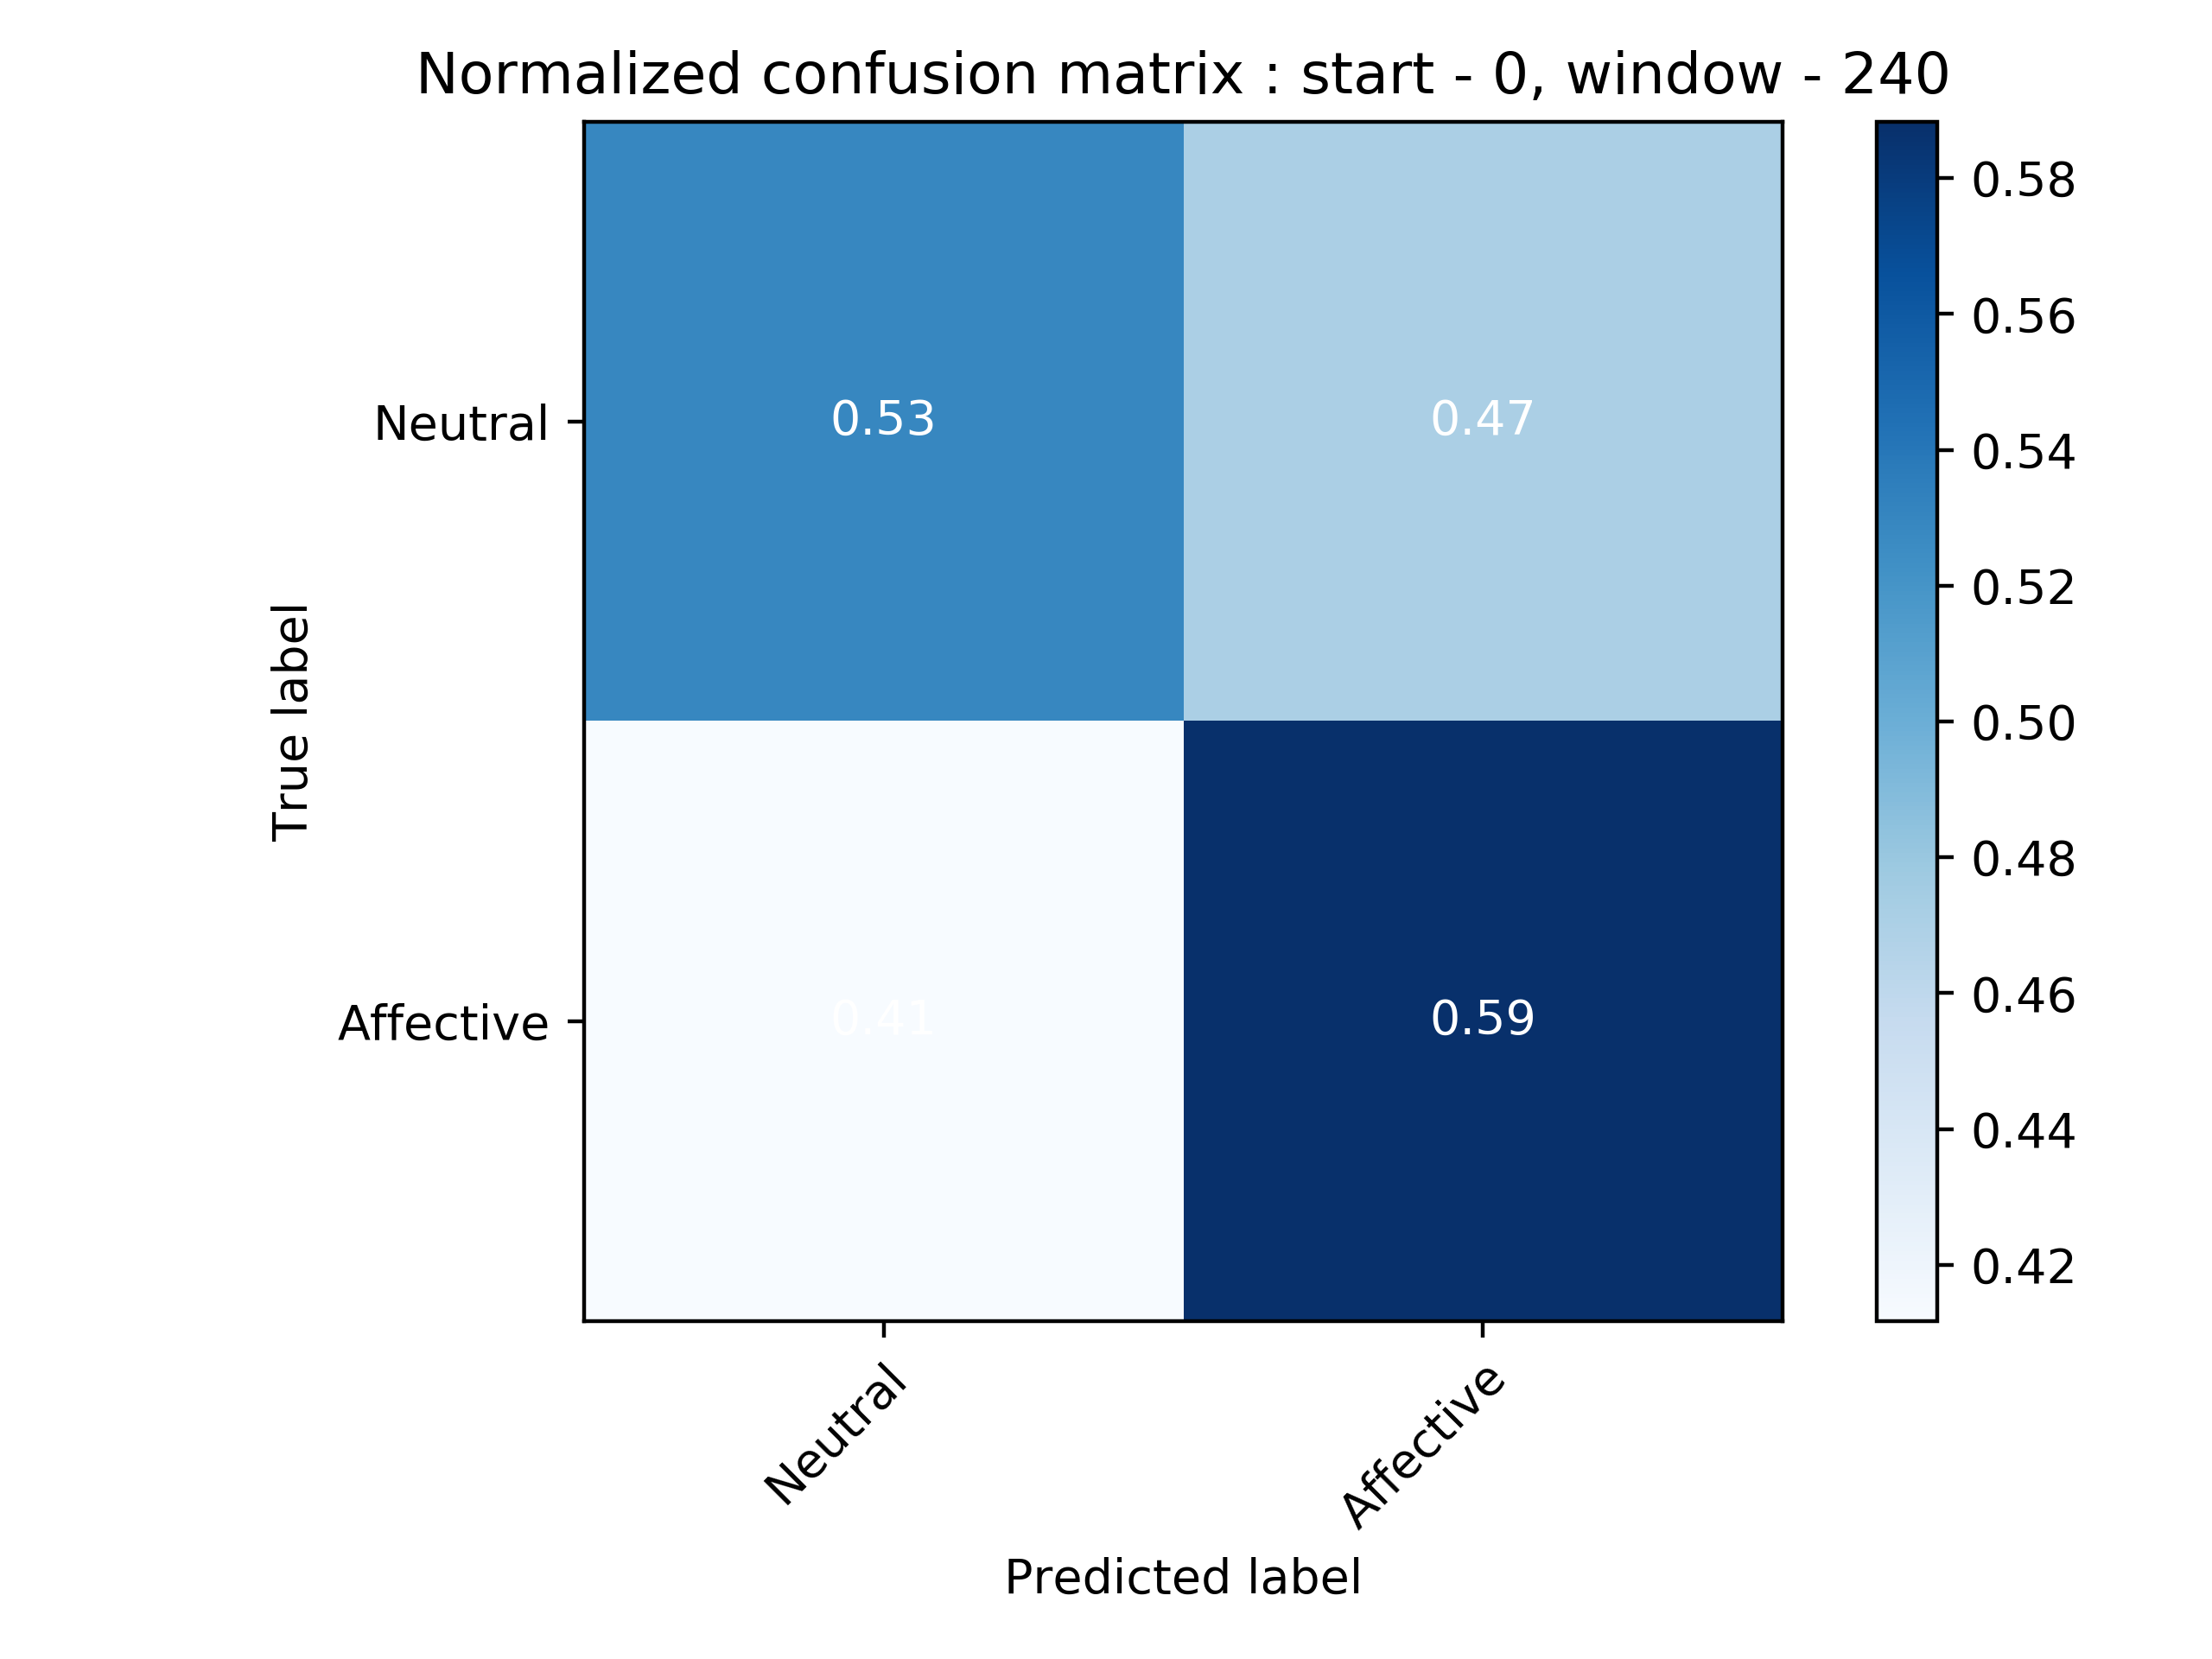 Normalized confusion matrix : start - 0, window - 240
0.58
0.56
0.54
0.52
0.50
0.48
0.46
0.44
0.42
True label
Neutral
0.53
0.47
Affective
0.41
0.59
Neutral
Affective
Predicted label